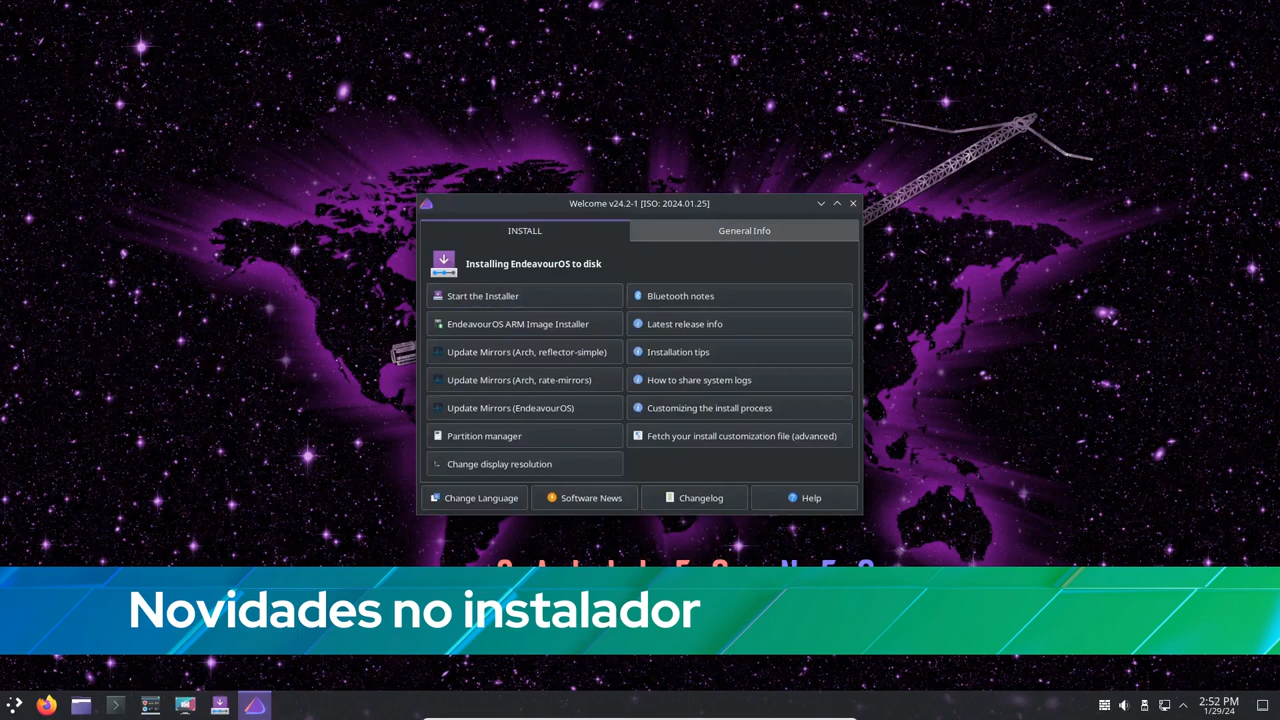 Welcome v24.2-1 [ISO: 2024.01.25]
INSTALL
General Info
Installing EndeavourOS to disk
Start the Installer
Bluetooth notes
EndeavourOS ARM Image Installer
Latest release info
Update Mirrors (Arch, reflector-simple)
Installation tips
Update Mirrors (Arch, rate-mirrors)
How to share system logs
Update Mirrors (EndeavourOS)
Customizing the install process
Partition manager
Fetch your install customization file (advanced)
Change display resolution
Change Language
Software News
Changelog
Help
Novidades no instalador
2:52 PM
1/29/24